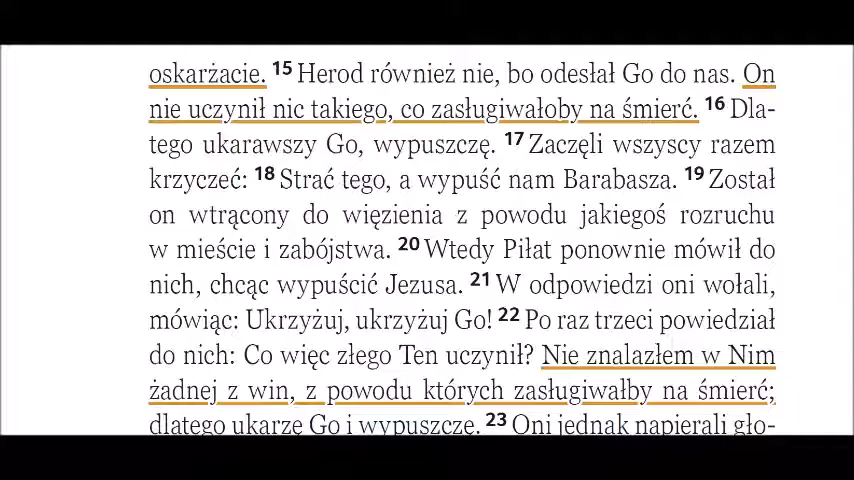 oskarżacie. 15 Herod również nie, bo odesłał Go do nas. On
nie uczynił nic takiego, co zasługiwałoby na śmierć. 16 Dla-
tego ukarawszy Go, wypuszczę. 17 Zaczęli wszyscy razem
krzyczeć: 18 Strać tego, a wypuść nam Barabasza. 19 Został
on wtrącony do więzienia z powodu jakiegoś rozruchu
w mieście i zabójstwa. 20 Wtedy Piłat ponownie mówił do
nich, chcąc wypuścić Jezusa. 21 W odpowiedzi oni wołali,
mówiąc: Ukrzyżuj, ukrzyżuj Go! 22 Po raz trzeci powiedział
do nich: Co więc złego Ten uczynił? Nie znalazłem w Nim
żadnej z win, z powodu których zasługiwałby na śmierć;
dlatego ukarzę Go i wypuszczę. 23 Oni jednak napierali gło-